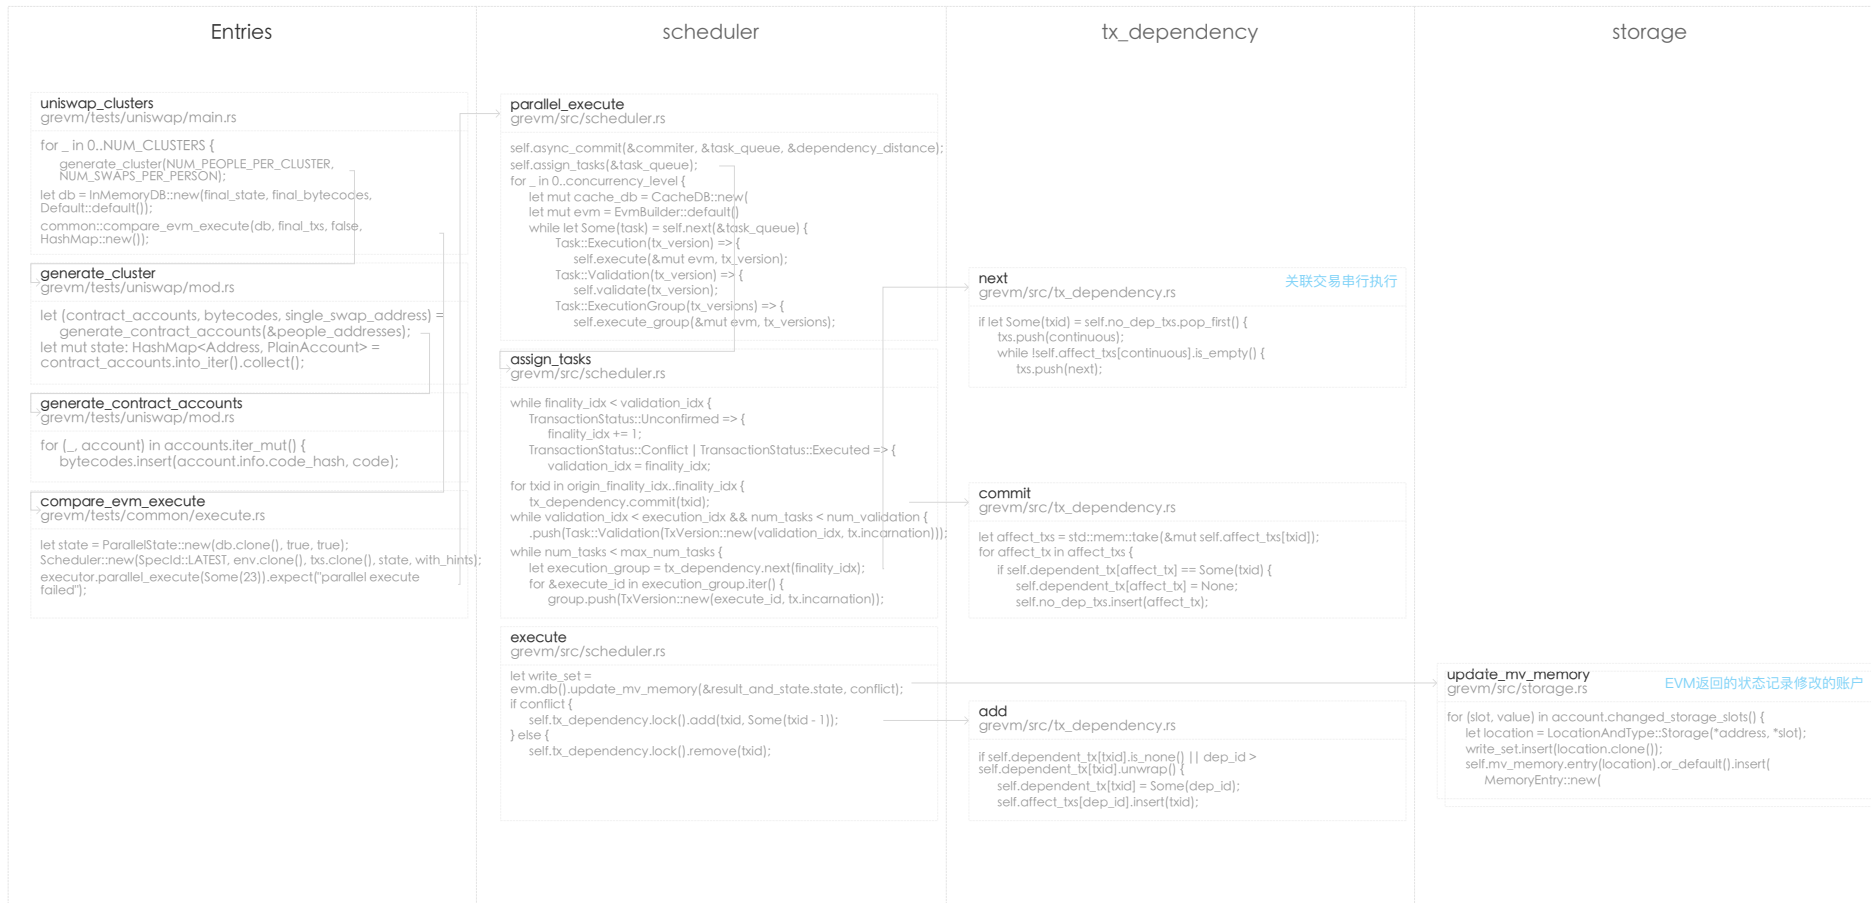 Entries
uniswap_clusters
grevm/tests/uniswap/main.rs
for _ in 0..NUM_CLUSTERS {
generate_cluster(NUM_PEOPLE_PER_CLUSTER,
NUM_SWAPS_PER_PERSON);
let db = InMemoryDB::new(final_state, final_bytecodes,
Default::default());
common::compare_evm_execute(db, final_txs, false,
HashMap::new());
generate_cluster
grevm/tests/uniswap/mod.rs
let (contract_accounts, bytecodes, single_swap_address) =
generate_contract_accounts(&people_addresses);
let mut state: HashMap<Address, PlainAccount> =
contract_accounts.into_iter().collect();
generate_contract_accounts
grevm/tests/uniswap/mod.rs
for (_, account) in accounts.iter_mut() {
bytecodes.insert(account.info.code_hash, code);
compare_evm_execute
grevm/tests/common/execute.rs
let state = ParallelState::new(db.clone(), true, true);
Scheduler::new(SpecId::LATEST, env.clone(), txs.clone(), state, with_hints);
executor.parallel_execute(Some(23)).expect("parallel execute
failed");
scheduler
parallel_execute
grevm/src/scheduler.rs
self.async_commit(&commiter, &task_queue, &dependency_distance);
self.assign_tasks(&task_queue);
for _ in 0..concurrency_level {
let mut cache_db = CacheDB::new(
let mut evm = EvmBuilder::default()
while let Some(task) = self.next(&task_queue) {
Task::Execution(tx_version) => {
self.execute(&mut evm, tx_version);
Task::Validation(tx_version) => {
self.validate(tx_version);
Task::ExecutionGroup(tx_versions) => {
self.execute_group(&mut evm, tx_versions);
assign_tasks
grevm/src/scheduler.rs
while finality_idx < validation_idx {
TransactionStatus::Unconfirmed => {
finality_idx += 1;
TransactionStatus::Conflict | TransactionStatus::Executed => {
validation_idx = finality_idx;
for txid in origin_finality_idx..finality_idx {
tx_dependency.commit(txid);
while validation_idx < execution_idx && num_tasks < num_validation {
.push(Task::Validation(TxVersion::new(validation_idx, tx.incarnation)));
while num_tasks < max_num_tasks {
let execution_group = tx_dependency.next(finality_idx);
for &execute_id in execution_group.iter() {
group.push(TxVersion::new(execute_id, tx.incarnation));
execute
grevm/src/scheduler.rs
let write_set =
evm.db().update_mv_memory(&result_and_state.state, conflict);
if conflict {
self.tx_dependency.lock().add(txid, Some(txid - 1));
} else {
self.tx_dependency.lock().remove(txid);
tx_dependency
next
关联交易串行执行
grevm/src/tx_dependency.rs
if let Some(txid) = self.no_dep_txs.pop_first() {
txs.push(continuous);
while !self.affect_txs[continuous].is_empty() {
txs.push(next);
commit
grevm/src/tx_dependency.rs
let affect_txs = std::mem::take(&mut self.affect_txs[txid]);
for affect_tx in affect_txs {
if self.dependent_tx[affect_tx] == Some(txid) {
self.dependent_tx[affect_tx] = None;
self.no_dep_txs.insert(affect_tx);
add
grevm/src/tx_dependency.rs
if self.dependent_tx[txid].is_none() || dep_id >
self.dependent_tx[txid].unwrap() {
self.dependent_tx[txid] = Some(dep_id);
self.affect_txs[dep_id].insert(txid);
storage
update_mv_memory
EVM返回的状态记录修改的账户
grevm/src/storage.rs
for (slot, value) in account.changed_storage_slots() {
let location = LocationAndType::Storage(*address, *slot);
write_set.insert(location.clone());
self.mv_memory.entry(location).or_default().insert(
MemoryEntry::new(